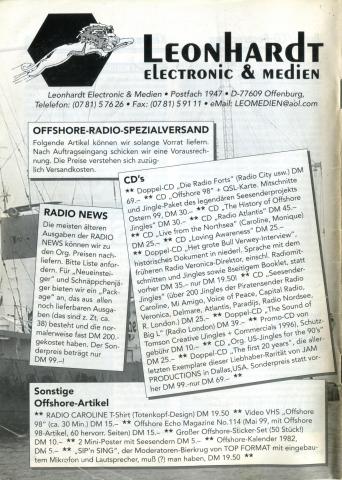 LEONHARDT
ELECTRONIC & MEDIEN
Leonhardt Electronic & Medien • Postfach 1947 • D-77609 Offenburg,
Telelefon: (07 81) 5 76 26 • Fax: (07 81) 5 91 11 • eMail: LEOMEDIEN@aol.com
OFFSHORE-RADIO-SPEZIALVERSAND
Folgende Artikel können wir solange Vorrat liefern.
Nach Auftragseingang schicken wir eine Vorausrech-
nung. Die Preise verstehen sich zuzüg-
lich Versandkosten.
RADIO NEWS
Die meisten älteren
Ausgaben der RADIO
NEWS können wir zu
den Org. Preisen nach-
liefern. Bitte Liste anfor-
dern. Für „Neueinstei-
ger" und Schnäppchenjä-
ger bieten wir ein „Pack-
age" an, das aus allen
noch lieferbaren Ausga-
ben (das sind z. Zt. ca.
38) besteht und die nor-
malerweise fast DM 200.-
gekostet haben. Der Son-
derpreis beträgt nur
DM 99.–!
CD's
** Doppel-CD „Die Radio Forts" (Radio City usw.) DM
69.– ** CD „Offshore 98" + QSL-Karte. Mitschnitte
und Jingle-Paket des legendären Seesenderprojekts
Ostern 99, DM 30.– ** CD „The History of Offshore
Jingles" DM 30.– ** CD „Radio Atlantis" DM 45.–
** CD „Live from the Northsea" (Caroline, Monique)
DM 25.– ** CD „Loving Awareness" DM 25.–
** Doppel-CD „Het grote Bull Verwey-Interview",
historisches Dokument in niederl. Sprache mit dem
früheren Radio Veronica Direktor, einschl. Radiomit-
schnitten und Jingles sowie 8seitigem Booklet, statt
vorher DM 35.– nur DM 19.50! ** CD „Seesender-
Jingles" (über 200 Jingles der Piratensender Radio
Caroline, Mi Amigo, Voice of Peace, Capital Radio,
Veronica, Delmare, Atlantis, Paradijs, Radio Nordsee,
R. London.) DM 25.– ** Doppel-CD „The Sound of
Big L" (Radio London) DM 39.– ** Promo-CD von
Tomson Creative (Jingles + Commercials 1996), Schutz-
gebühr DM 10.– ** CD „Org. US-Jingles for the 90's"
DM 25.– ** Doppel-CD „The first 20 years", die aller-
letzten Exemplare dieser Liebhaber-Rarität von JAM
PRODUCTIONS in Dallas, USA. Sonderpreis statt vor-
her DM 99.-nur DM 69.– **
Sonstige
Offshore-Artikel
** RADIO CAROLINE T-Shirt (Totenkopf-Design) DM 19.50 ** Video VHS „Offshore
98" (ca. 30 Min.) DM 15.– ** Offshore Echo Magazine No.114 (Mai 99, mit Offshore
98-Artikel, 60 hervorr. Seiten) DM 15.– ** Großer Offshore-Sticker-Set (50 Stück!)
DM 10.– ** 2 Mini-Poster mit Seesendern DM 5.– ** Offshore-Kalender 1982,
DM 5.– ** „SIP'n SING", der Moderatoren-Bierkrug von TOP FORMAT mit eingebau-
tem Mikrofon und Lautsprecher, muß (?) man haben, DM 19.50 **